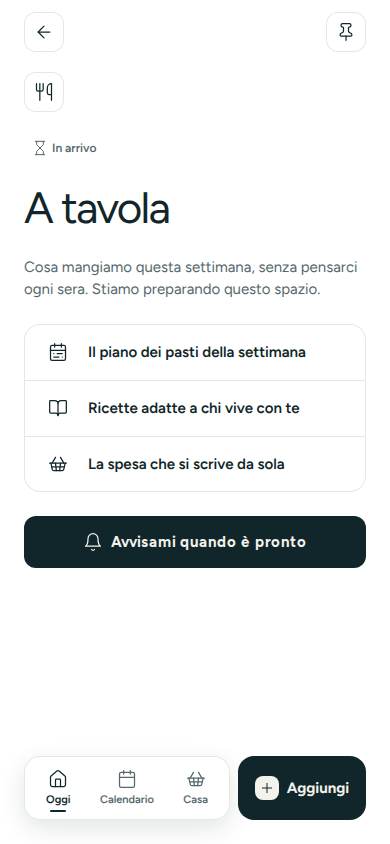 In arrivo
A tavola
Cosa mangiamo questa settimana, senza pensarci
ogni sera. Stiamo preparando questo spazio.
Il piano dei pasti della settimana
Ricette adatte a chi vive con te
La spesa che si scrive da sola
Avvisami quando è pronto
Oggi
Calendario
Casa
Aggiungi